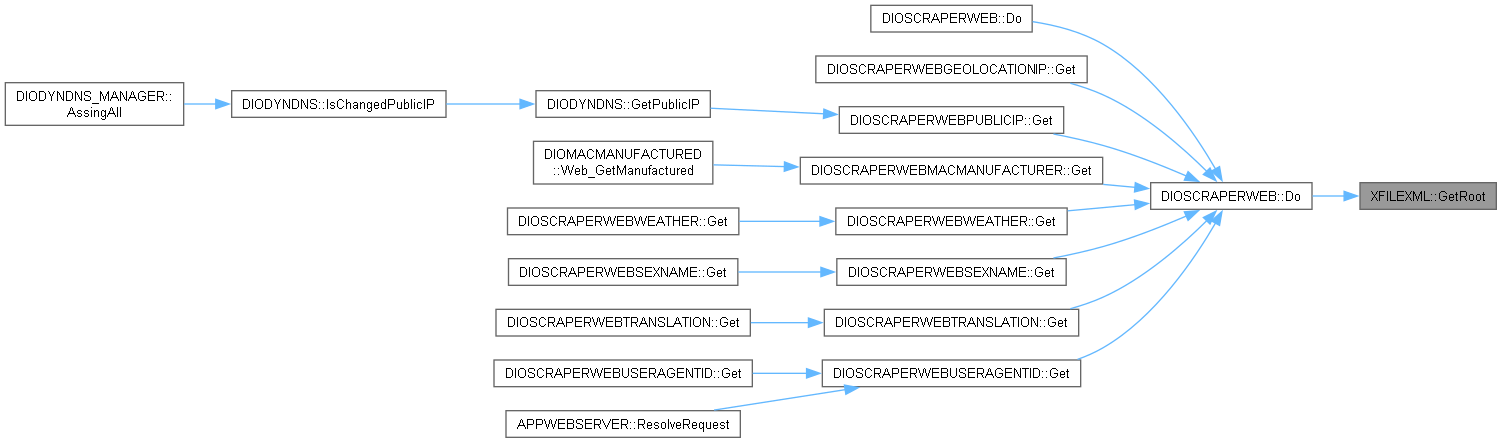 DIOSCRAPERWEB::Do
DIOSCRAPERWEBGEOLOCATIONIP::Get
DIODYNDNS_MANAGER::
AssingAll
DIODYNDNS::IsChangedPublicIP
DIODYNDNS::GetPublicIP
DIOSCRAPERWEBPUBLICIP::Get
DIOMACMANUFACTURED
::Web_GetManufactured
DIOSCRAPERWEBMACMANUFACTURER::Get
DIOSCRAPERWEB::Do
XFILEXML::GetRoot
DIOSCRAPERWEBWEATHER::Get
DIOSCRAPERWEBWEATHER::Get
DIOSCRAPERWEBSEXNAME::Get
DIOSCRAPERWEBSEXNAME::Get
DIOSCRAPERWEBTRANSLATION::Get
DIOSCRAPERWEBTRANSLATION::Get
DIOSCRAPERWEBUSERAGENTID::Get
DIOSCRAPERWEBUSERAGENTID::Get
APPWEBSERVER::ResolveRequest